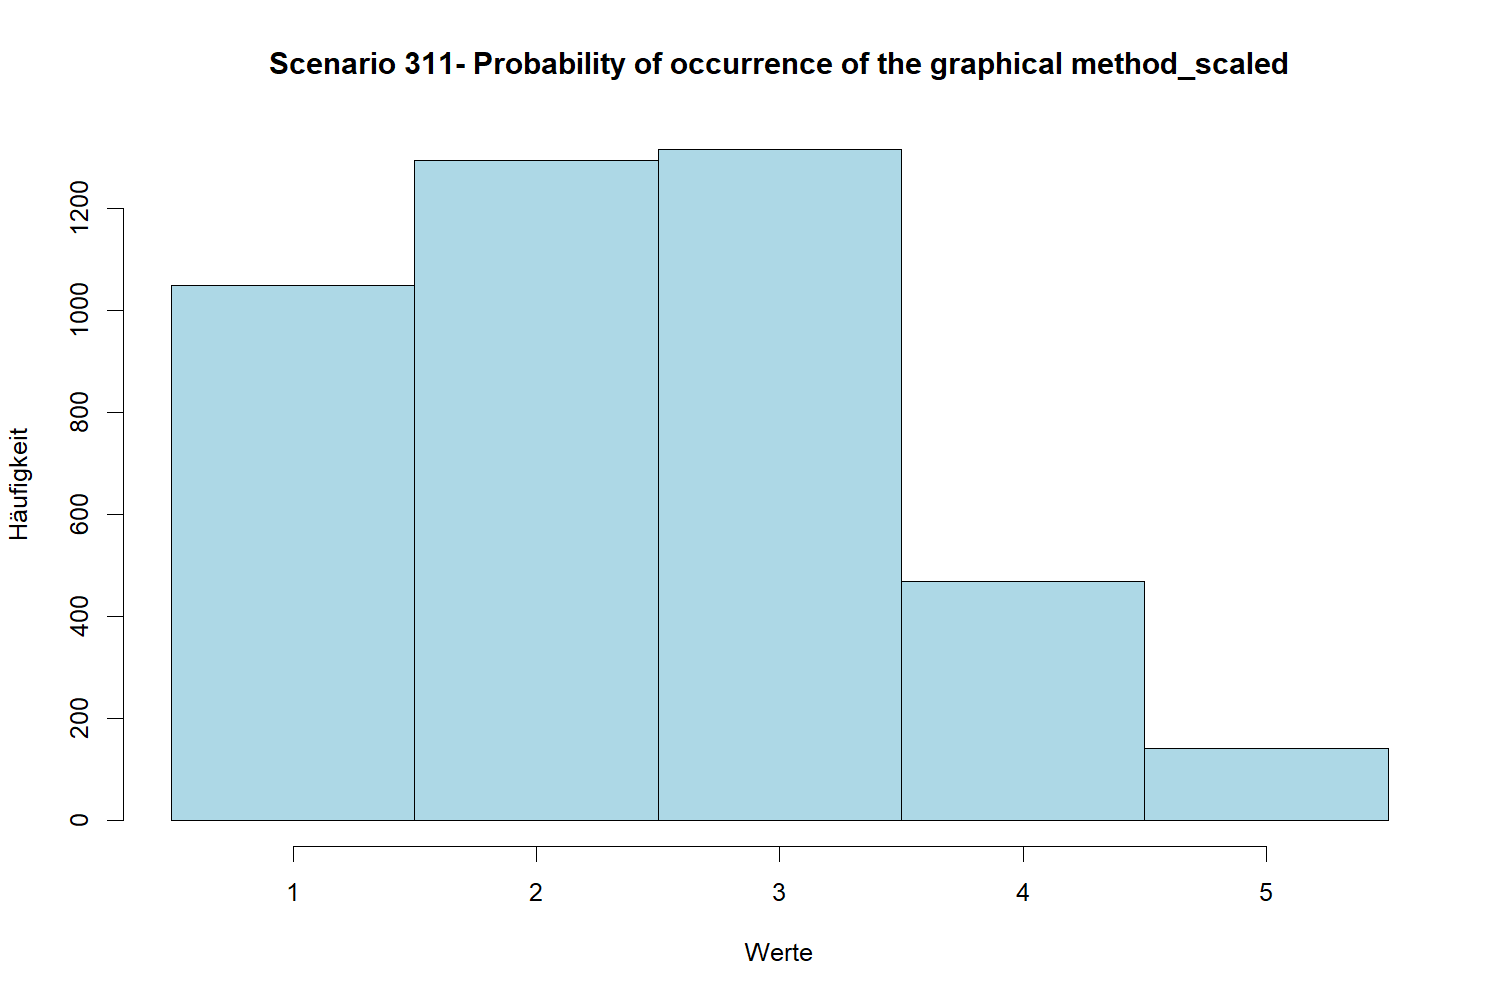 Scenario 311- Probability of occurrence of the graphical method_scaled
1200
1000
800
600
400
200
0
Häufigkeit
1 2 3 4 5
Werte